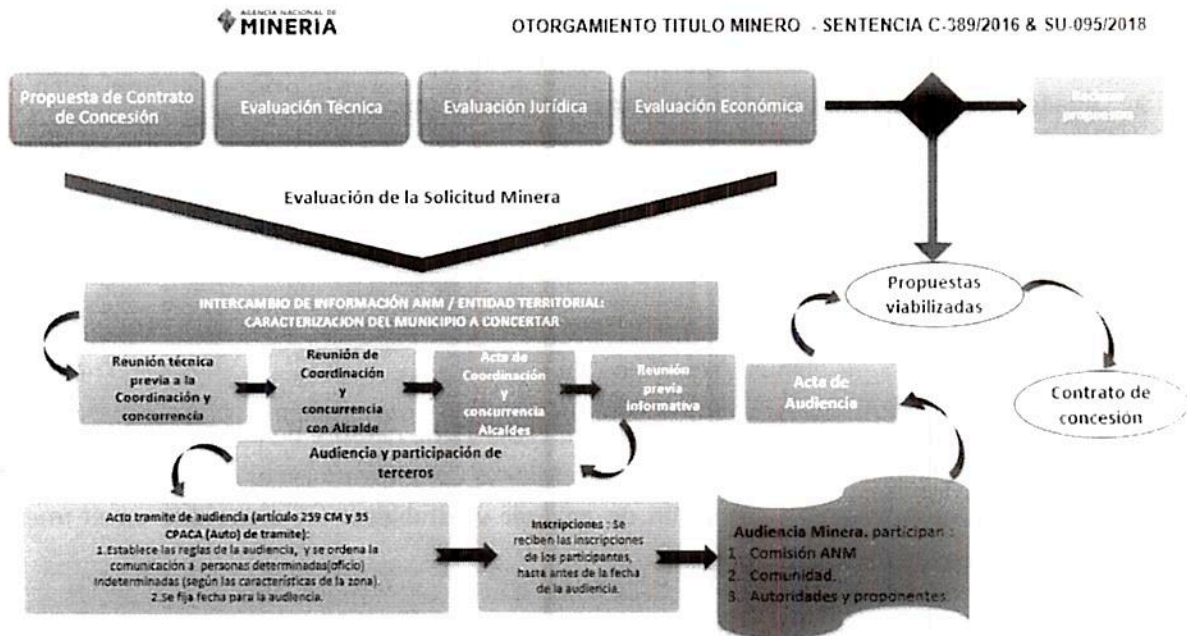 AGENCIA NACIONAL DE
MINERÍA
OTORGAMIENTO TITULO MINERO - SENTENCIA C-389/2016 & SU-095/2018
Propuesta de Contrato
de Concesión
Evaluación Técnica
Evaluación Jurídica
Evaluación Económica
propuesta
Evaluación de la Solicitud Minera
INTERCAMBIO DE INFORMACIÓN ANM / ENTIDAD TERRITORIAL:
CARACTERIZACION DEL MUNICIPIO A CONCERTAR
Reunión técnica
previa a la
Coordinación y
concurrencia
Reunión de
Coordinación
y
concurrencia
con Alcalde
Acta de
Coordinación
y
concurrencia
Alcaldes
Reunión
previa
informativa
Acta de
Audiencia
Propuestas
viabilizadas
Contrato de
concesión
Audiencia y participación de
terceros
Acto tramite de audiencia (artículo 259 CM y 35
CPACA (Auto) de tramite):
1.Establece las reglas de la audiencia, y se ordena la
comunicación a personas determinadas(oficio)
indeterminadas (según las características de la zona).
2.Se fija fecha para la audiencia.
Inscripciones : Se
reciben las inscripciones
de los participantes,
hasta antes de la fecha
de la audiencia.
Audiencia Minera. participan :
1. Comisión ANM
2. Comunidad.
3. Autoridades y proponentes